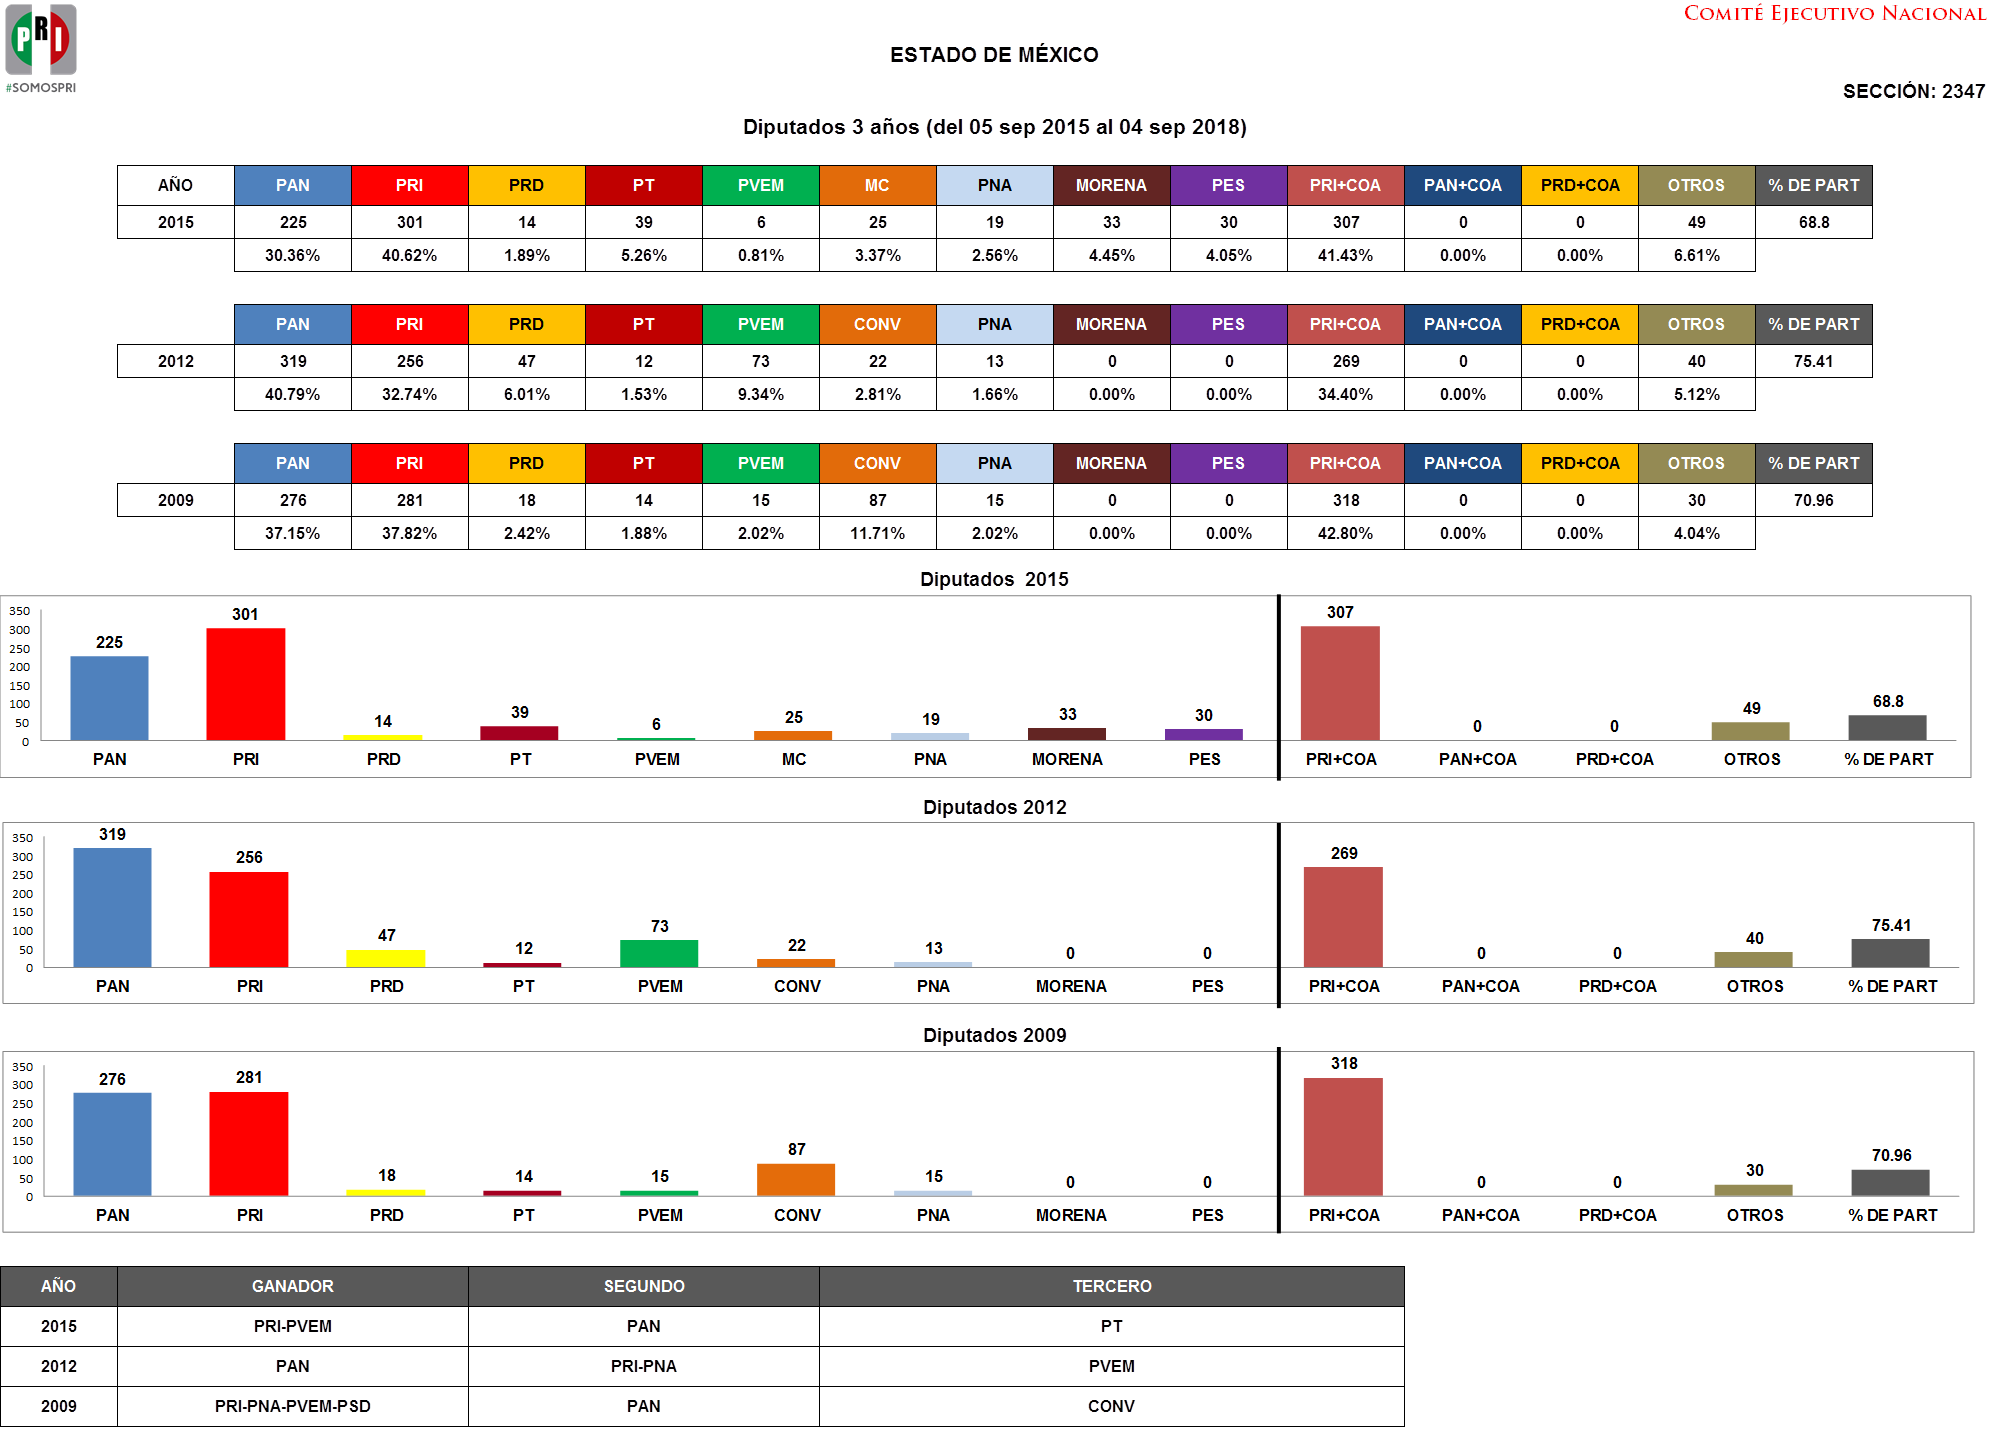 PRI
#SOMOSPRI
COMITÉ EJECUTIVO NACIONAL
ESTADO DE MÉXICO
SECCIÓN: 2347
Diputados 3 años (del 05 sep 2015 al 04 sep 2018)
AÑO PAN PRI PRD PT PVEM MC PNA MORENA PES PRI+COA PAN+COA PRD+COA OTROS % DE PART
2015 225 301 14 39 6 25 19 33 30 307 0 0 49 68.8
30.36% 40.62% 1.89% 5.26% 0.81% 3.37% 2.56% 4.45% 4.05% 41.43% 0.00% 0.00% 6.61%
PAN PRI PRD PT PVEM CONV PNA MORENA PES PRI+COA PAN+COA PRD+COA OTROS % DE PART
2012 319 256 47 12 73 22 13 0 0 269 0 0 40 75.41
40.79% 32.74% 6.01% 1.53% 9.34% 2.81% 1.66% 0.00% 0.00% 34.40% 0.00% 0.00% 5.12%
PAN PRI PRD PT PVEM CONV PNA MORENA PES PRI+COA PAN+COA PRD+COA OTROS % DE PART
2009 276 281 18 14 15 87 15 0 0 318 0 0 30 70.96
37.15% 37.82% 2.42% 1.88% 2.02% 11.71% 2.02% 0.00% 0.00% 42.80% 0.00% 0.00% 4.04%
Diputados 2015
350
300
250
200
150
100
50
0
225 301 14 39 6 25 19 33 30 307 0 0 49 68.8
PAN PRI PRD PT PVEM MC PNA MORENA PES PRI+COA PAN+COA PRD+COA OTROS % DE PART
Diputados 2012
350
300
250
200
150
100
50
0
319 256 47 12 73 22 13 0 0 269 0 0 40 75.41
PAN PRI PRD PT PVEM CONV PNA MORENA PES PRI+COA PAN+COA PRD+COA OTROS % DE PART
Diputados 2009
350
300
250
200
150
100
50
0
276 281 18 14 15 87 15 0 0 318 0 0 30 70.96
PAN PRI PRD PT PVEM CONV PNA MORENA PES PRI+COA PAN+COA PRD+COA OTROS % DE PART
AÑO GANADOR SEGUNDO TERCERO
2015 PRI-PVEM PAN PT
2012 PAN PRI-PNA PVEM
2009 PRI-PNA-PVEM-PSD PAN CONV